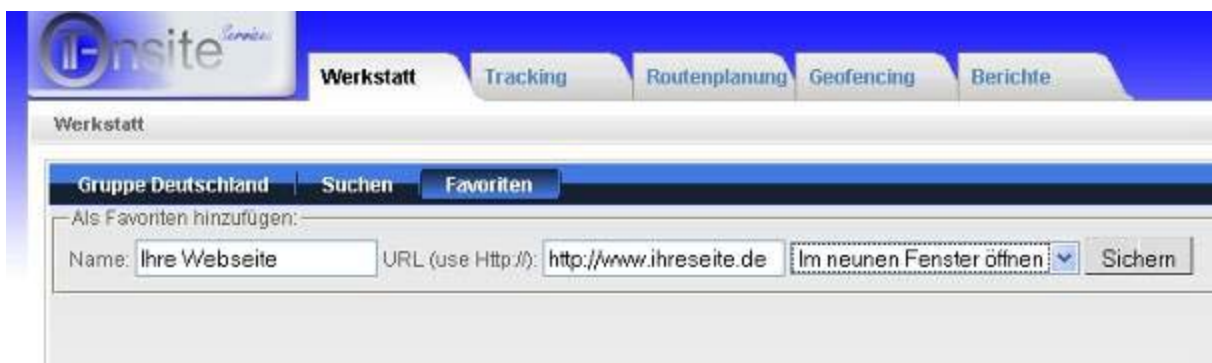 Onsite Services
Werkstatt Tracking Routenplanung Geofencing Berichte
Werkstatt
Gruppe Deutschland Suchen Favoriten
Als Favoriten hinzufügen:
Name: Ihre Webseite URL (use Http://): http://www.ihreseite.de Im neunen Fenster öffnen Sichern